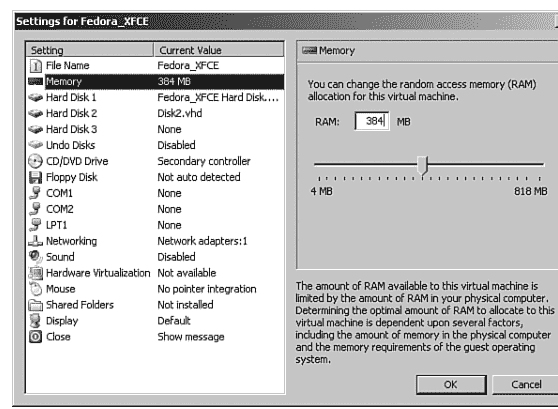 Settings for Fedora_XFCE
Setting Current Value
File Name Fedora_XFCE
Memory 384 MB
Hard Disk 1 Fedora_XFCE Hard Disk....
Hard Disk 2 Disk2.vhd
Hard Disk 3 None
Undo Disks Disabled
CD/DVD Drive Secondary controller
Floppy Disk Not auto detected
COM1 None
COM2 None
LPT1 None
Networking Network adapters:1
Sound Disabled
Hardware Virtualization Not available
Mouse No pointer integration
Shared Folders Not installed
Display Default
Close Show message
Memory
You can change the random access memory (RAM)
allocation for this virtual machine.
RAM: 384 MB
4 MB 818 MB
The amount of RAM available to this virtual machine is
limited by the amount of RAM in your physical computer.
Determining the optimal amount of RAM to allocate to this
virtual machine is dependent upon several factors,
including the amount of memory in the physical computer
and the memory requirements of the guest operating
system.
OK Cancel